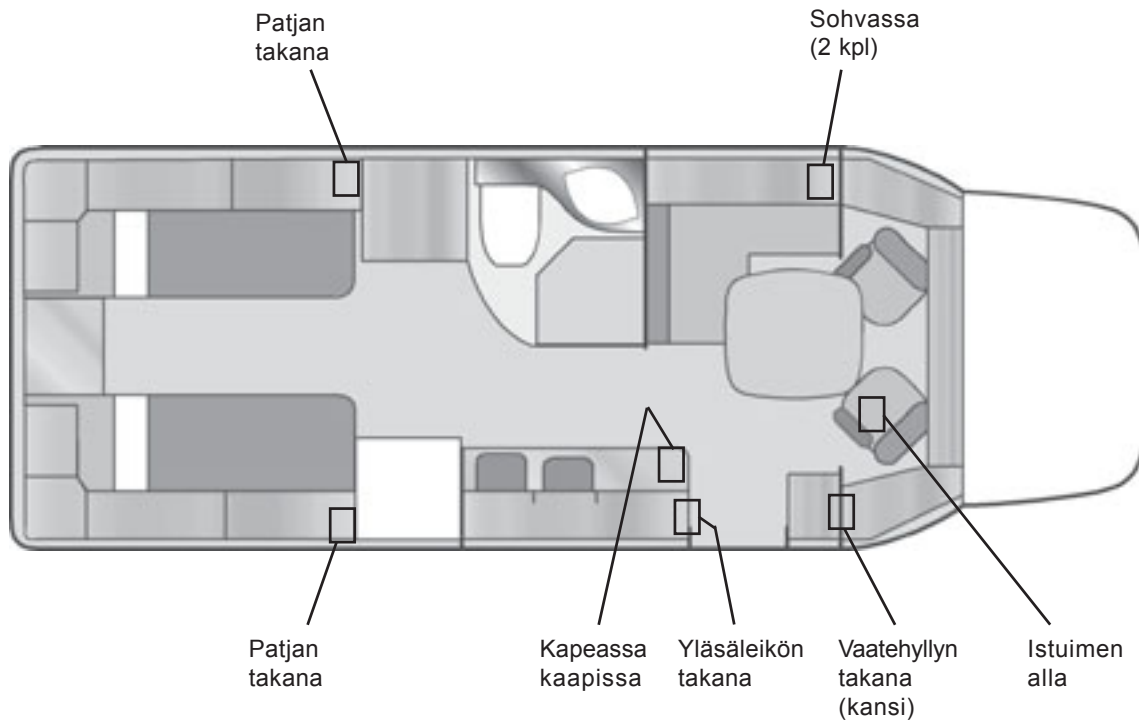 Patjan
takana
Sohvassa
(2 kpl)
Patjan
takana
Kapeassa
kaapissa
Yläsäleikön
takana
Vaatehyllyn
takana
(kansi)
Istuimen
alla